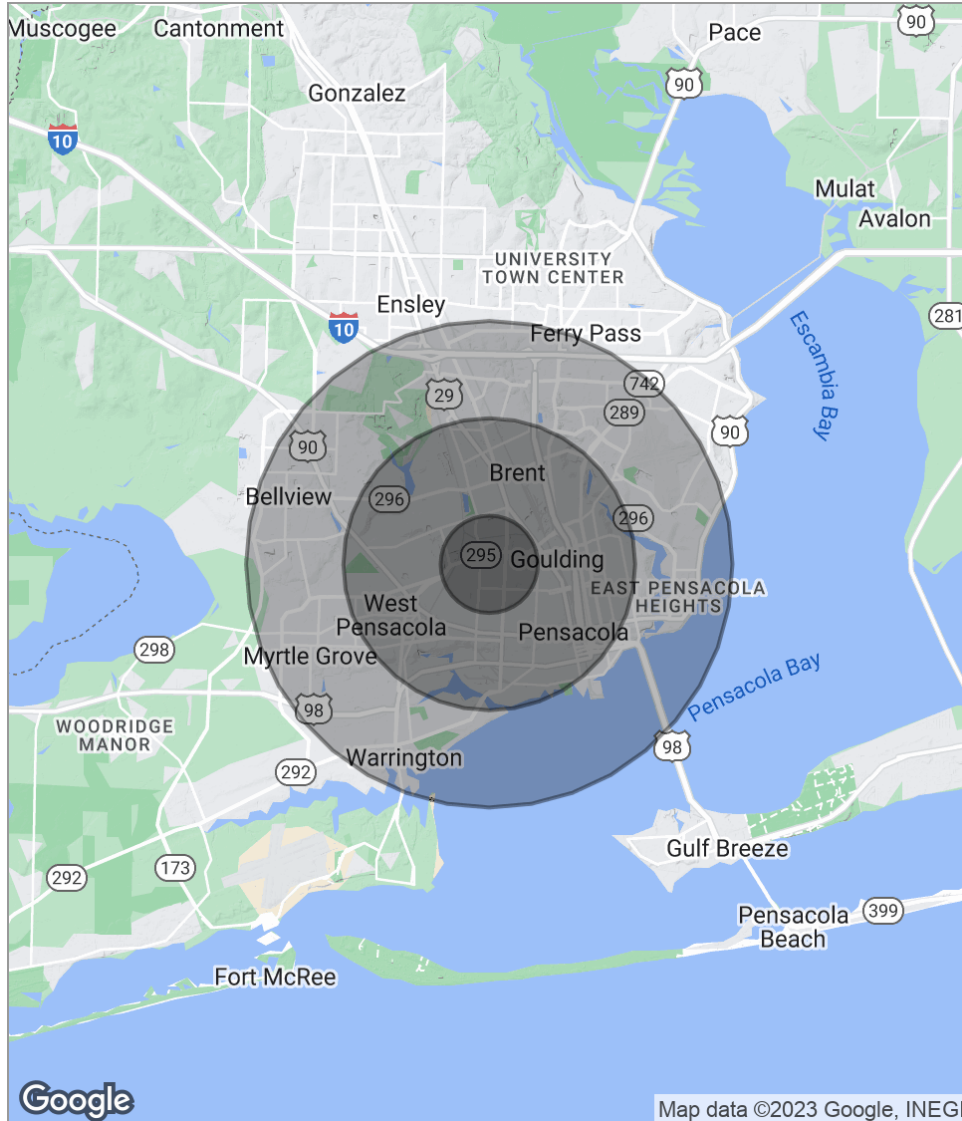 Muscogee
Cantonment
Pace
90
90
Gonzalez
10
Mulat
Avalon
UNIVERSITY
TOWN CENTER
Ensley
281
10
Ferry Pass
Escambia Bay
742
29
289
90
90
Brent
Bellview
296
296
295
Goulding
EAST PENSACOLA
HEIGHTS
West
Pensacola
Pensacola
298
Myrtle Grove
Pensacola Bay
98
WOODRIDGE
MANOR
98
Warrington
292
Gulf Breeze
173
292
399
Pensacola
Beach
Fort McRee
Google
Map data ©2023 Google, INEGI